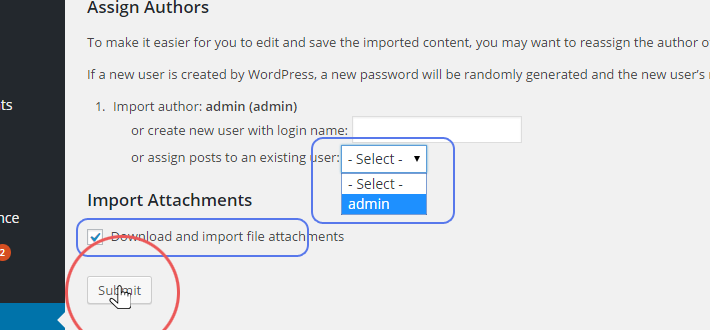 Assign Authors
To make it easier for you to edit and save the imported content, you may want to reassign the author o
If a new user is created by WordPress, a new password will be randomly generated and the new user's
ts
1. Import author: admin (admin)
or create new user with login name:
or assign posts to an existing user: - Select -
- Select -
admin
Import Attachments
nce
Download and import file attachments
2
Submit